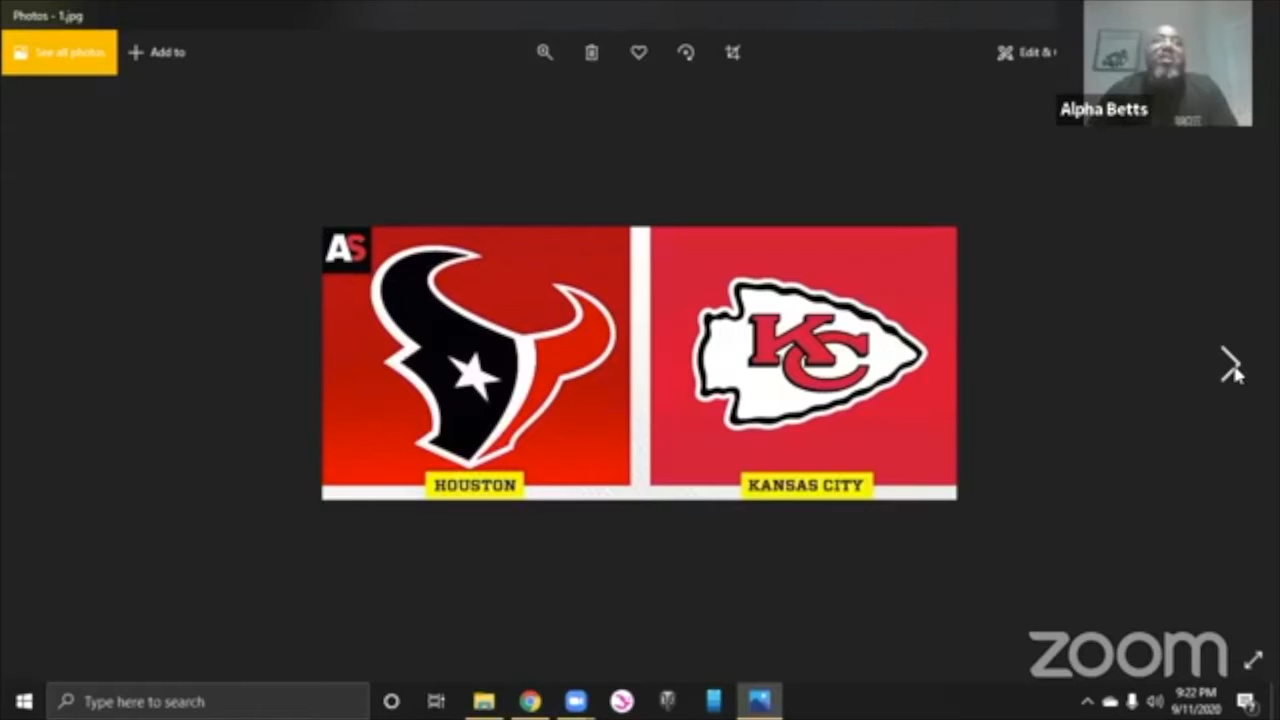 Photos - 1.jpg
See all photos
Add to
Edit &
Alpha Betts
AS
KC
HOUSTON
KANSAS CITY
zoom
Type here to search
9:22 PM
9/11/2020